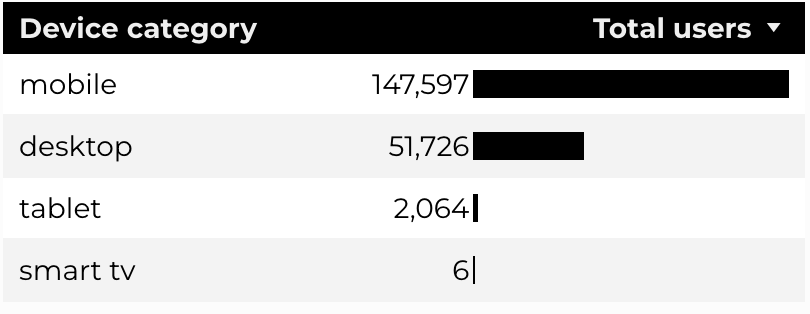 Device category Total users
mobile 147,597
desktop 51,726
tablet 2,064
smart tv 6